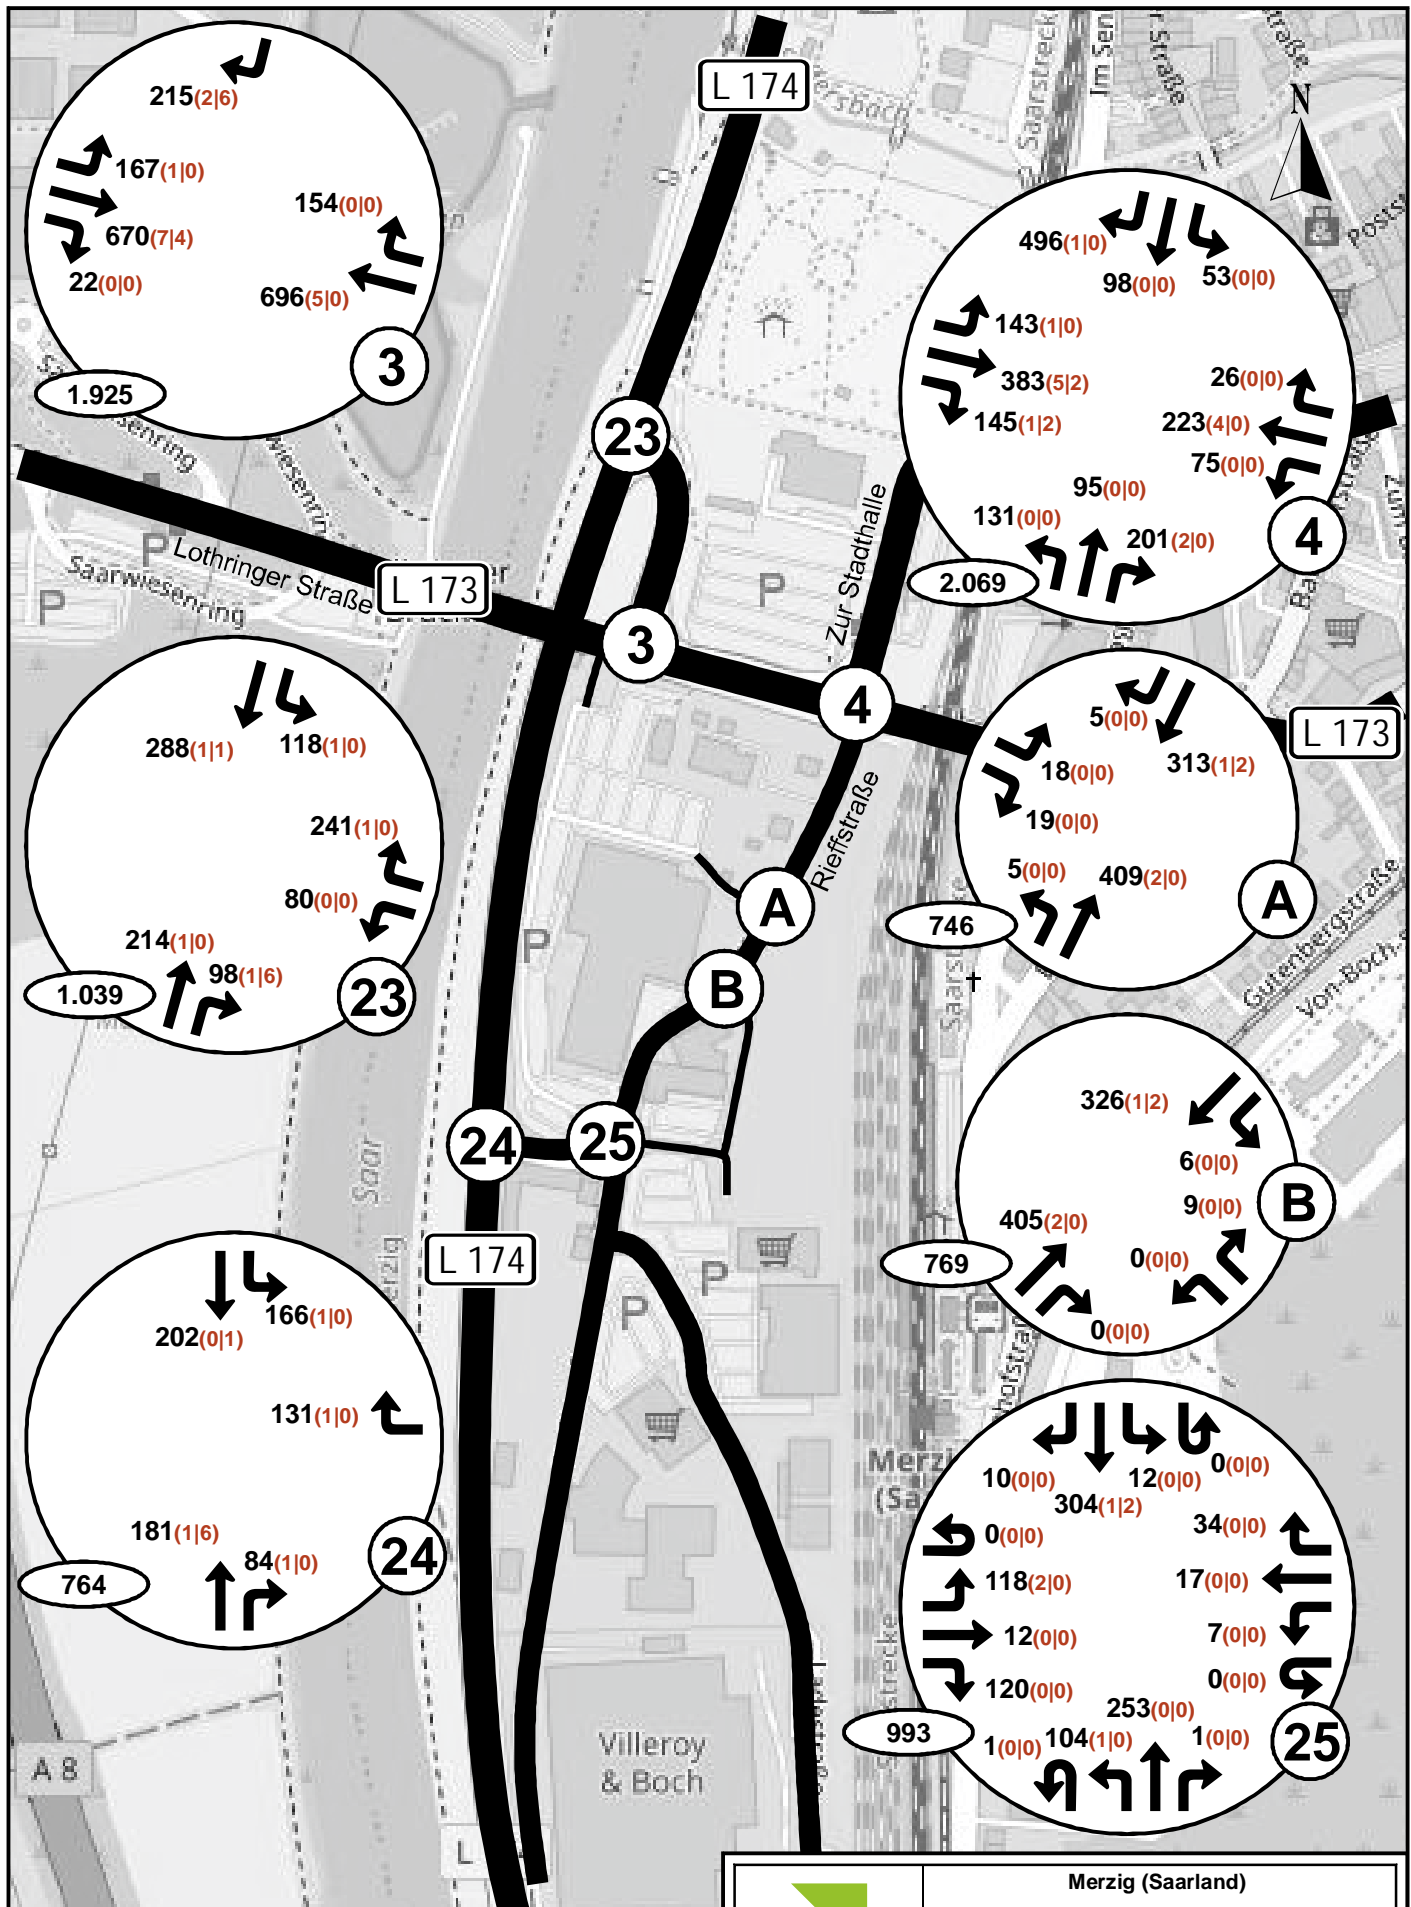 L 174
N
215(2|6)
167(1|0)
154(0|0)
670(7|4)
22(0|0)
696(5|0)
3
1.925
496(1|0)
98(0|0)
53(0|0)
143(1|0)
383(5|2)
145(1|2)
26(0|0)
223(4|0)
75(0|0)
95(0|0)
131(0|0)
201(2|0)
4
2.069
23
Saarstrecke
Im Sen
Lothringer Straße
L 173
Saarwiesenring
P
P
P
Zur Stadthalle
3
4
Rieffstraße
L 173
288(1|1)
118(1|0)
241(1|0)
80(0|0)
214(1|0)
98(1|6)
23
1.039
5(0|0)
313(1|2)
18(0|0)
19(0|0)
5(0|0)
409(2|0)
A
746
A
B
P
Gutenbergstraße
Von-Boch-
326(1|2)
6(0|0)
9(0|0)
405(2|0)
0(0|0)
0(0|0)
B
769
24
25
Saar
L 174
P
P
202(0|1)
166(1|0)
131(1|0)
181(1|6)
84(1|0)
24
764
10(0|0)
304(1|2)
12(0|0)
0(0|0)
0(0|0)
34(0|0)
118(2|0)
17(0|0)
12(0|0)
7(0|0)
120(0|0)
0(0|0)
253(0|0)
1(0|0)
104(1|0)
1(0|0)
25
993
Villeroy
& Boch
A 8
L
Merzig (Saarland)